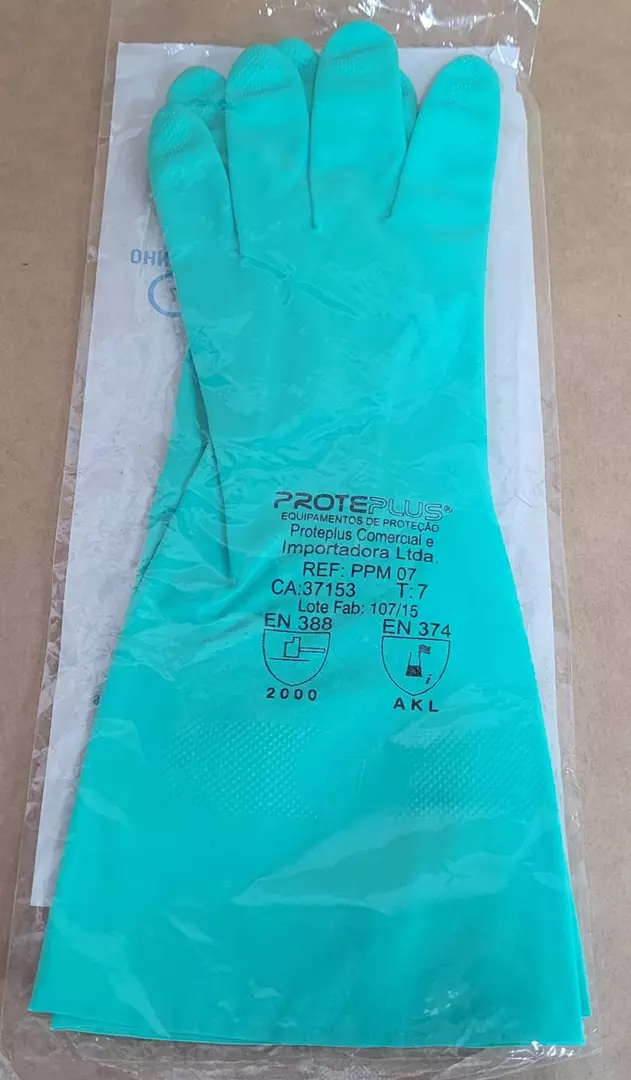 OHN
PROTEPLUS®
EQUIPAMENTOS DE PROTEÇÃO
Proteplus Comercial e
Importadora Ltda.
REF: PPM 07
CA:37153 T:7
Lote Fab: 107/15
EN 388 EN 374
i
2000 AKL